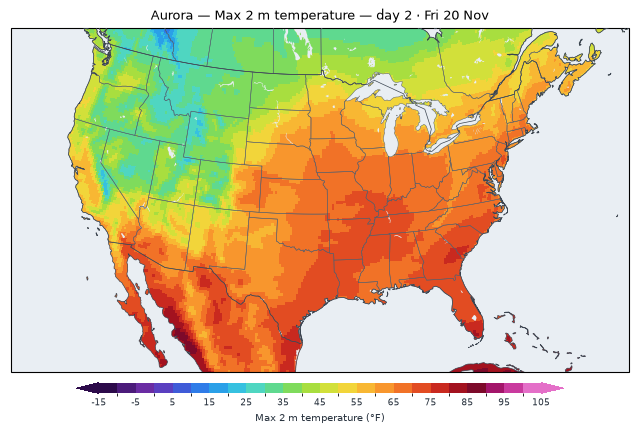 Aurora — Max 2 m temperature — day 2 · Fri 20 Nov
-15 -5 5 15 25 35 45 55 65 75 85 95 105
Max 2 m temperature (°F)